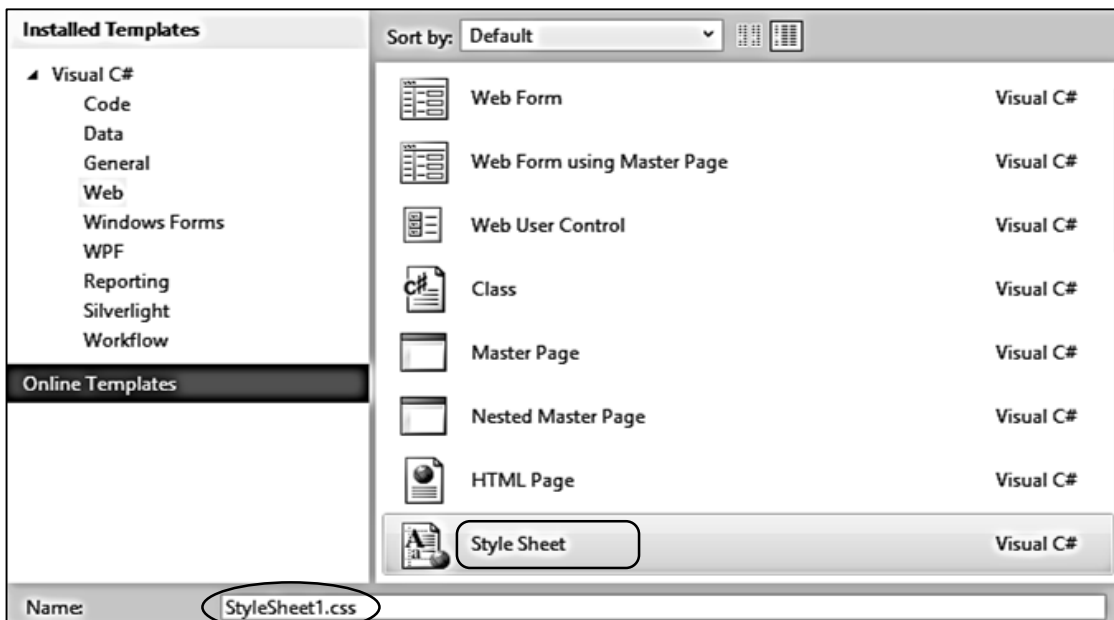 Installed Templates
Visual C#
Code
Data
General
Web
Windows Forms
WPF
Reporting
Silverlight
Workflow
Online Templates
Sort by: Default
Web Form Visual C#
Web Form using Master Page Visual C#
Web User Control Visual C#
C# Class Visual C#
Master Page Visual C#
Nested Master Page Visual C#
HTML Page Visual C#
Aa Style Sheet Visual C#
Name: StyleSheet1.css